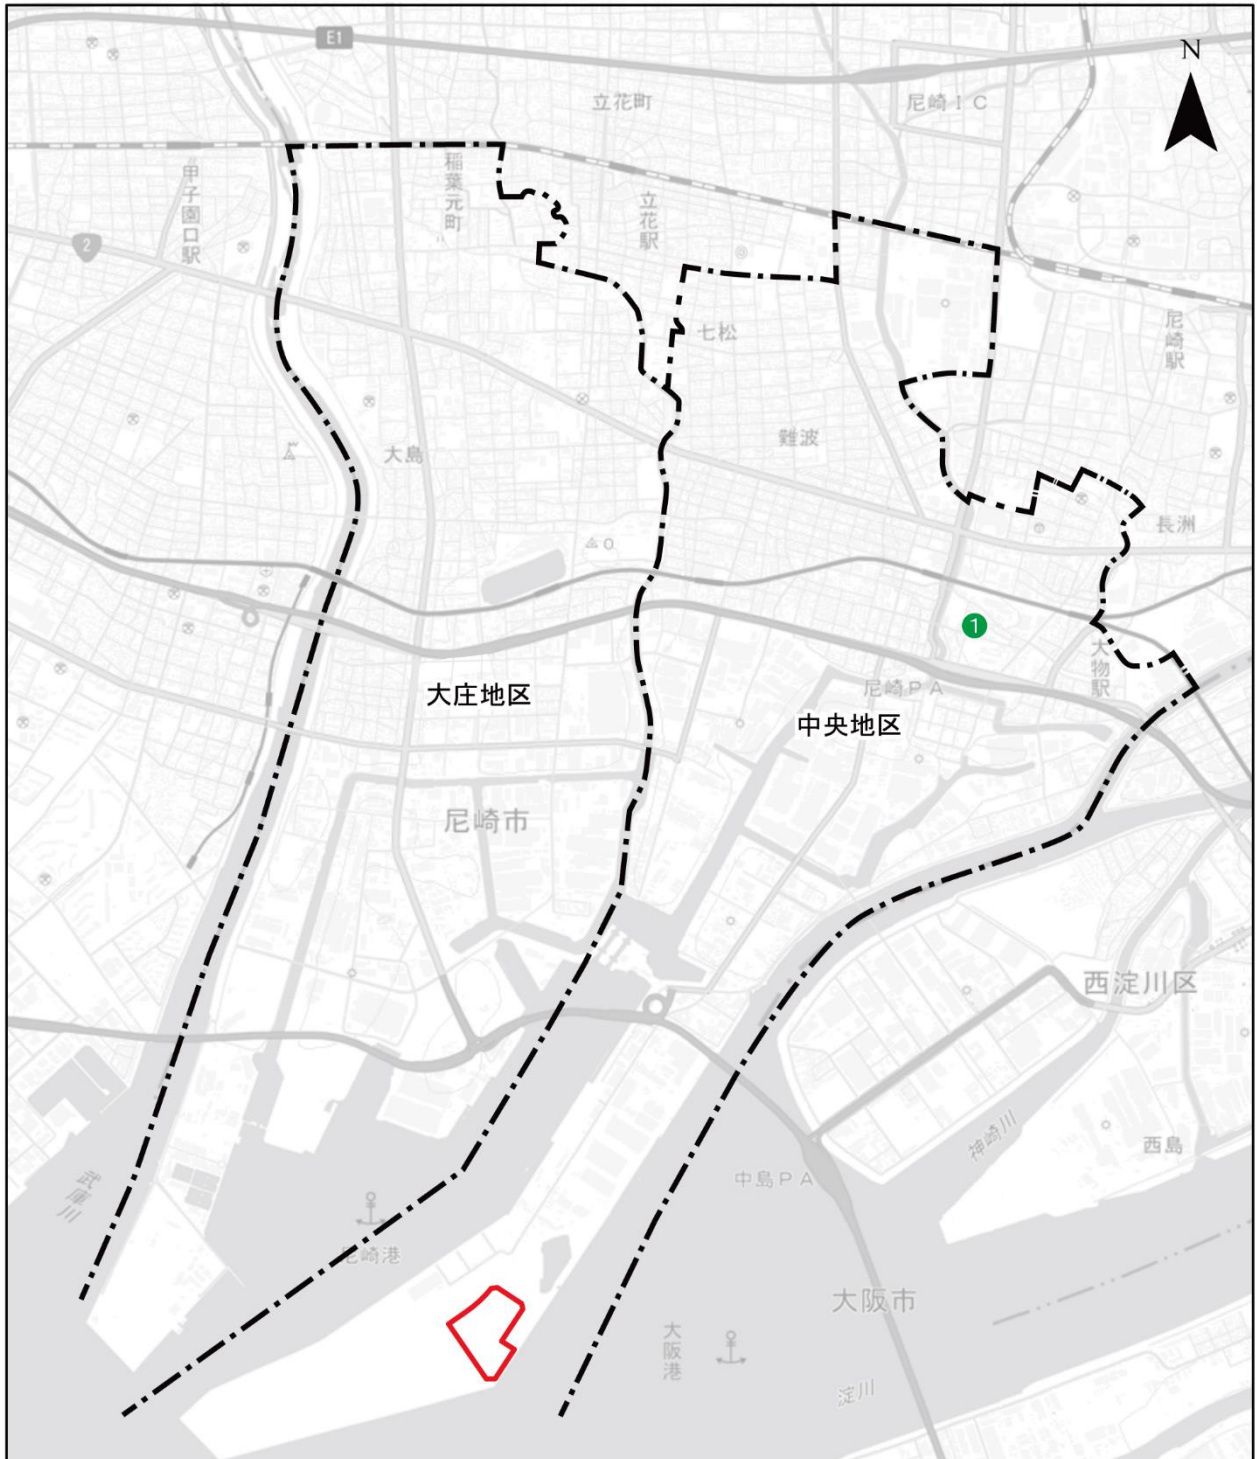 E1
N
立花町
尼崎IC
稲葉元町
甲子園口駅
立花駅
2
七松
尼崎駅
難波
大島
長洲
1
大物駅
尼崎PA
大庄地区
中央地区
尼崎市
西淀川区
神崎川
西島
中島PA
武庫川
尼崎港
大阪市
大阪港
淀川